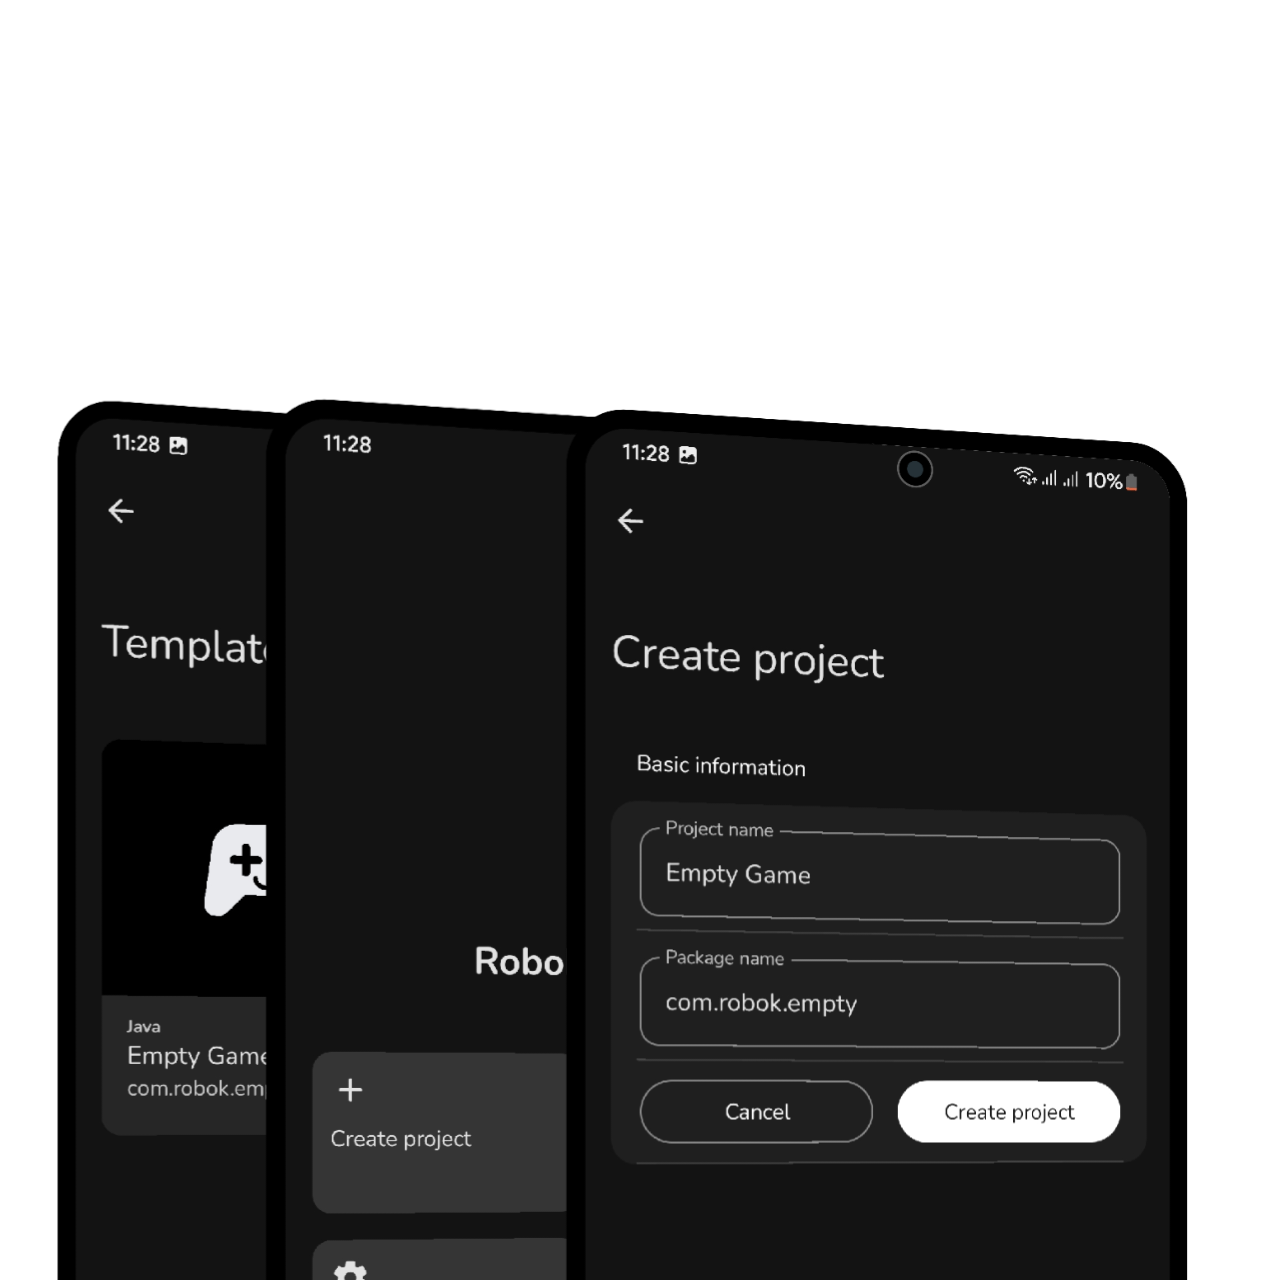 11:28
Template
Java
Empty Game
com.robok.em
11:28
Robo
Create project
11:28
10%
Create project
Basic information
Project name
Empty Game
Package name
com.robok.empty
Cancel
Create project